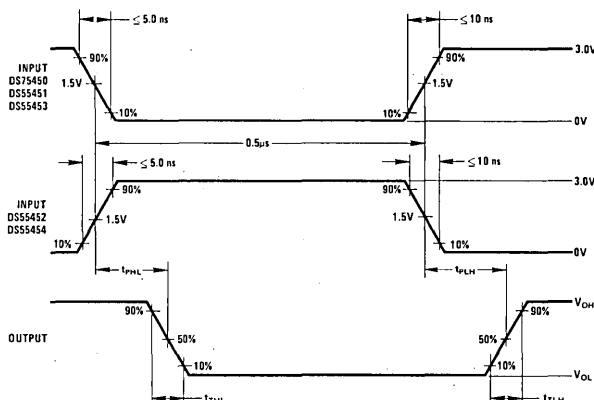 ≤ 5.0 ns
≤ 10 ns
INPUT
DS75450
DS55451
DS55453
90%
1.5V
10%
90%
1.5V
10%
3.0V
0V
0.5μs
≤ 5.0 ns
≤ 10 ns
INPUT
DS55452
DS55454
90%
1.5V
10%
90%
1.5V
10%
3.0V
0V
tPHL
tPLH
OUTPUT
90%
50%
10%
90%
50%
10%
VOH
VOL
tTHL
tTLH